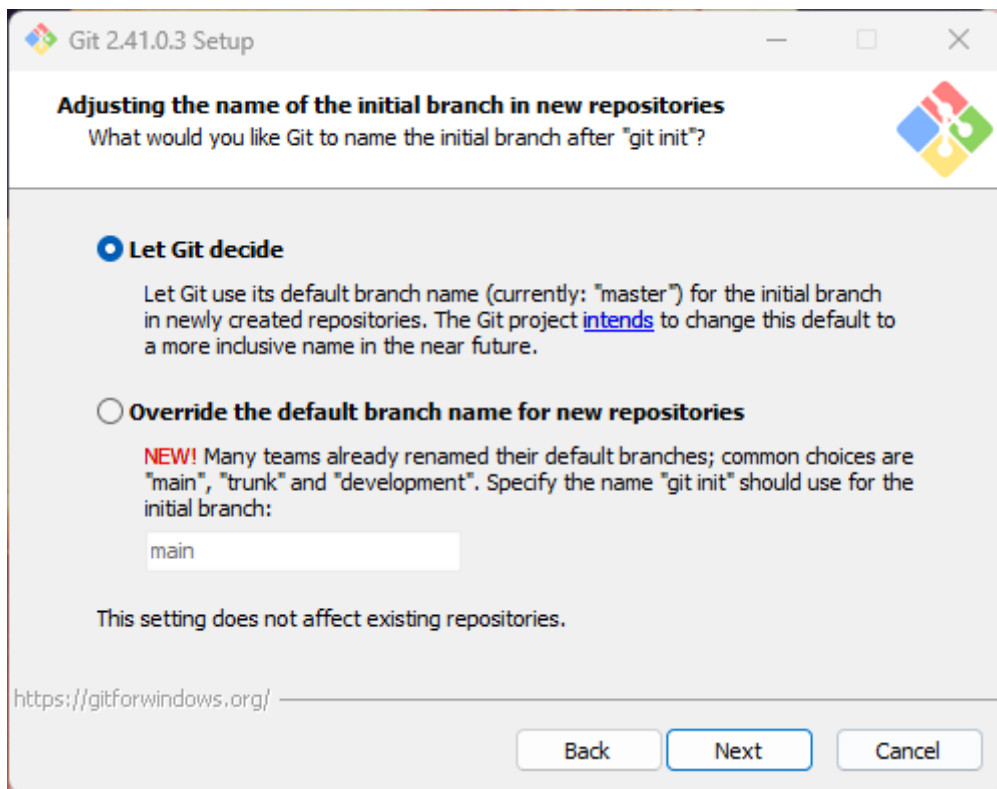 Git 2.41.0.3 Setup
Adjusting the name of the initial branch in new repositories
What would you like Git to name the initial branch after "git init"?
Let Git decide
Let Git use its default branch name (currently: "master") for the initial branch
in newly created repositories. The Git project intends to change this default to
a more inclusive name in the near future.
Override the default branch name for new repositories
NEW! Many teams already renamed their default branches; common choices are
"main", "trunk" and "development". Specify the name "git init" should use for the
initial branch:
main
This setting does not affect existing repositories.
https://gitforwindows.org/
Back Next Cancel